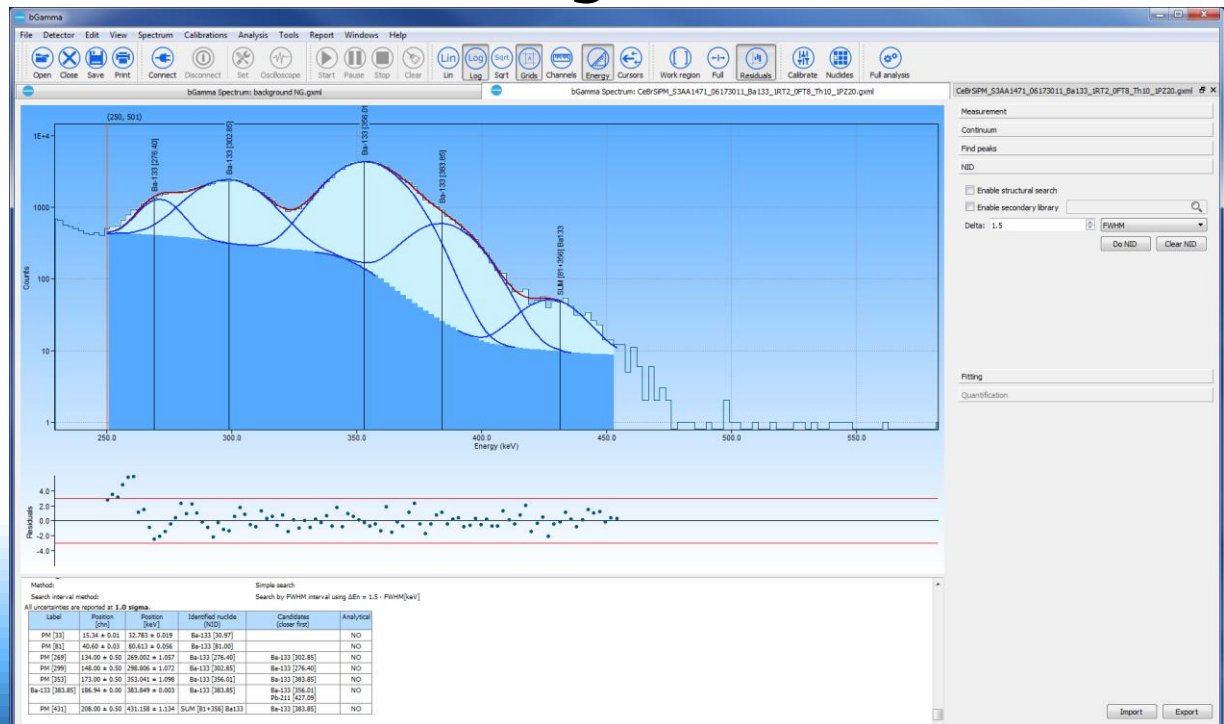 bGamma
File Detector Edit View Spectrum Calibrations Analysis Tools Report Windows Help
Lin Log Sqrt
Open Close Save Print Connect Disconnect Set Oscilloscope Start Pause Stop Clear Lin Log Sqrt Grids Channels Energy Cursors Work region Full Residuals Calibrate Nuclides Full analysis
bGamma Spectrum: background NG.gxml
bGamma Spectrum: CeBrSiPM_S3AA1471_06173011_Ba133_1RT2_0FT8_Th10_1PZ20.gxml
CeBrSiPM_S3AA1471_06173011_Ba133_1RT2_0FT8_Th10_1PZ20.gxml
(250, 501)
Ba-133 [276.40]
Ba-133 [302.85]
Ba-133 [356.01
Ba-133 [383.85]
SUM [81+356] Ba133
1E+4
1000
100
10
1
Counts
250.0 300.0 350.0 400.0 450.0 500.0 550.0
Energy (keV)
4.0
2.0
0.0
-2.0
-4.0
Residuals
Measurement
Continuum
Find peaks
NID
Enable structural search
Enable secondary library
Delta: 1.5 FWHM
Do NID Clear NID
Fitting
Quantification
Import Export
Method: Simple search
Search interval method: Search by FWHM interval using ΔEn = 1.5 · FWHM[keV]
All uncertainties are reported at 1.0 sigma.
Label Position [chn] Position [keV] Identified nuclide (NID) Candidates (closer first) Analytical
PM [33] 15.34 ± 0.01 32.783 ± 0.019 Ba-133 [30.97] NO
PM [81] 40.60 ± 0.03 80.613 ± 0.056 Ba-133 [81.00] NO
PM [269] 134.00 ± 0.50 269.002 ± 1.057 Ba-133 [276.40] Ba-133 [302.85] NO
PM [299] 148.00 ± 0.50 298.806 ± 1.072 Ba-133 [302.85] Ba-133 [276.40] NO
PM [353] 173.00 ± 0.50 353.041 ± 1.098 Ba-133 [356.01] Ba-133 [383.85] NO
Ba-133 [383.85] 186.94 ± 0.00 383.849 ± 0.003 Ba-133 [383.85] Ba-133 [356.01] NO
Pb-211 [427.09]
PM [431] 208.00 ± 0.50 431.158 ± 1.134 SUM [81+356] Ba133 Ba-133 [383.85] NO